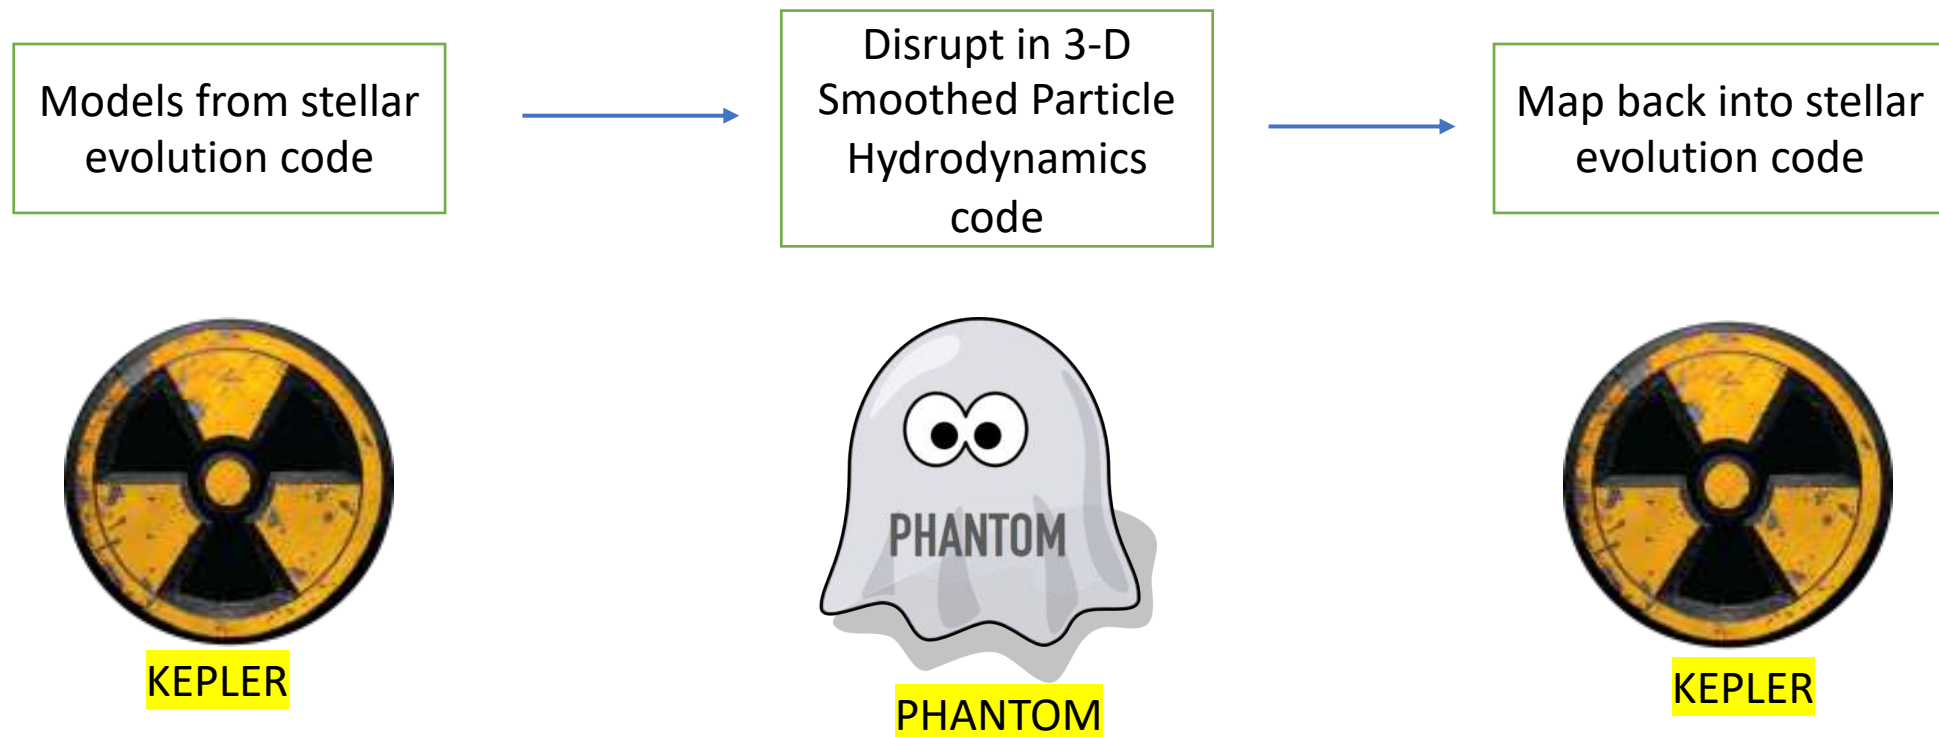 Models from stellar
evolution code
Disrupt in 3-D
Smoothed Particle
Hydrodynamics
code
Map back into stellar
evolution code
PHANTOM
KEPLER
PHANTOM
KEPLER